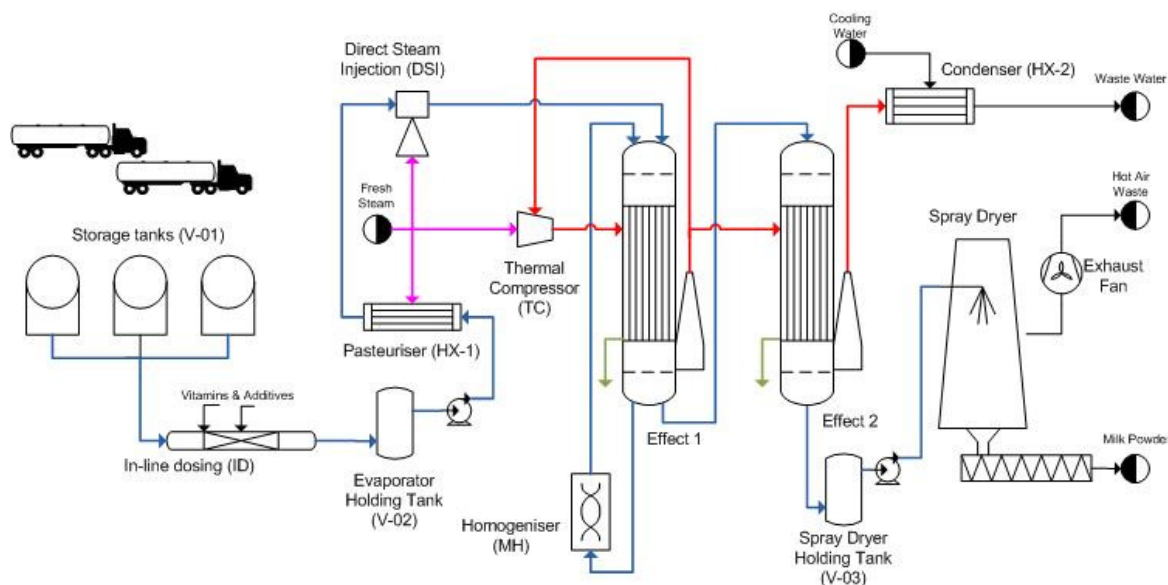 Direct Steam
Injection (DSI)
Cooling
Water
Condenser (HX-2)
Waste Water
Fresh
Steam
Storage tanks (V-01)
Thermal
Compressor
(TC)
Pasteuriser (HX-1)
Spray Dryer
Hot Air
Waste
Exhaust
Fan
Vitamins & Additives
In-line dosing (ID)
Evaporator
Holding Tank
(V-02)
Effect 1
Effect 2
Homogeniser
(MH)
Spray Dryer
Holding Tank
(V-03)
Milk Powder